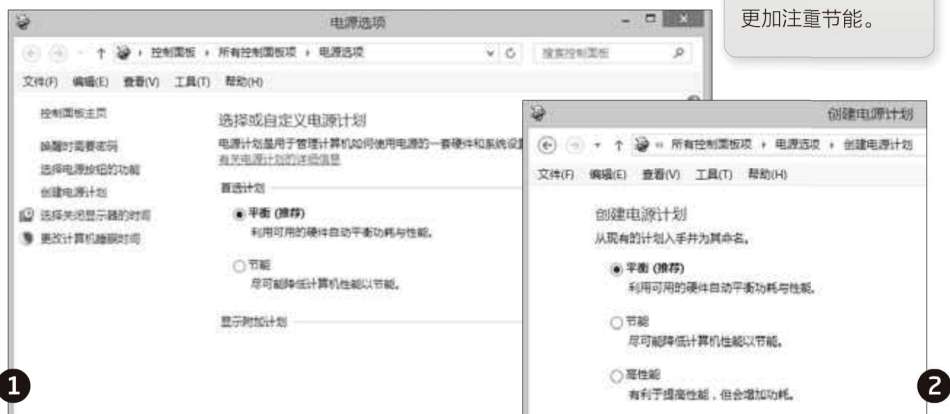 更加注重节能。
电源选项
控制面板 所有控制面板项 电源选项
搜索控制面板
文件(F) 编辑(E) 查看(V) 工具(T) 帮助(H)
控制面板主页
唤醒时需要密码
选择电源按钮的功能
创建电源计划
选择关闭显示器的时间
更改计算机睡眠时间
选择或自定义电源计划
电源计划是用于管理计算机如何使用电源的一套硬件和系统设置
有关电源计划的详细信息
首选计划
平衡 (推荐)
利用可用的硬件自动平衡功耗与性能。
节能
尽可能降低计算机性能以节能。
显示附加计划
1
创建电源计划
« 所有控制面板项 电源选项 创建电源计划
文件(F) 编辑(E) 查看(V) 工具(T) 帮助(H)
创建电源计划
从现有的计划入手并为其命名。
平衡 (推荐)
利用可用的硬件自动平衡功耗与性能。
节能
尽可能降低计算机性能以节能。
高性能
有利于提高性能，但会增加功耗。
2